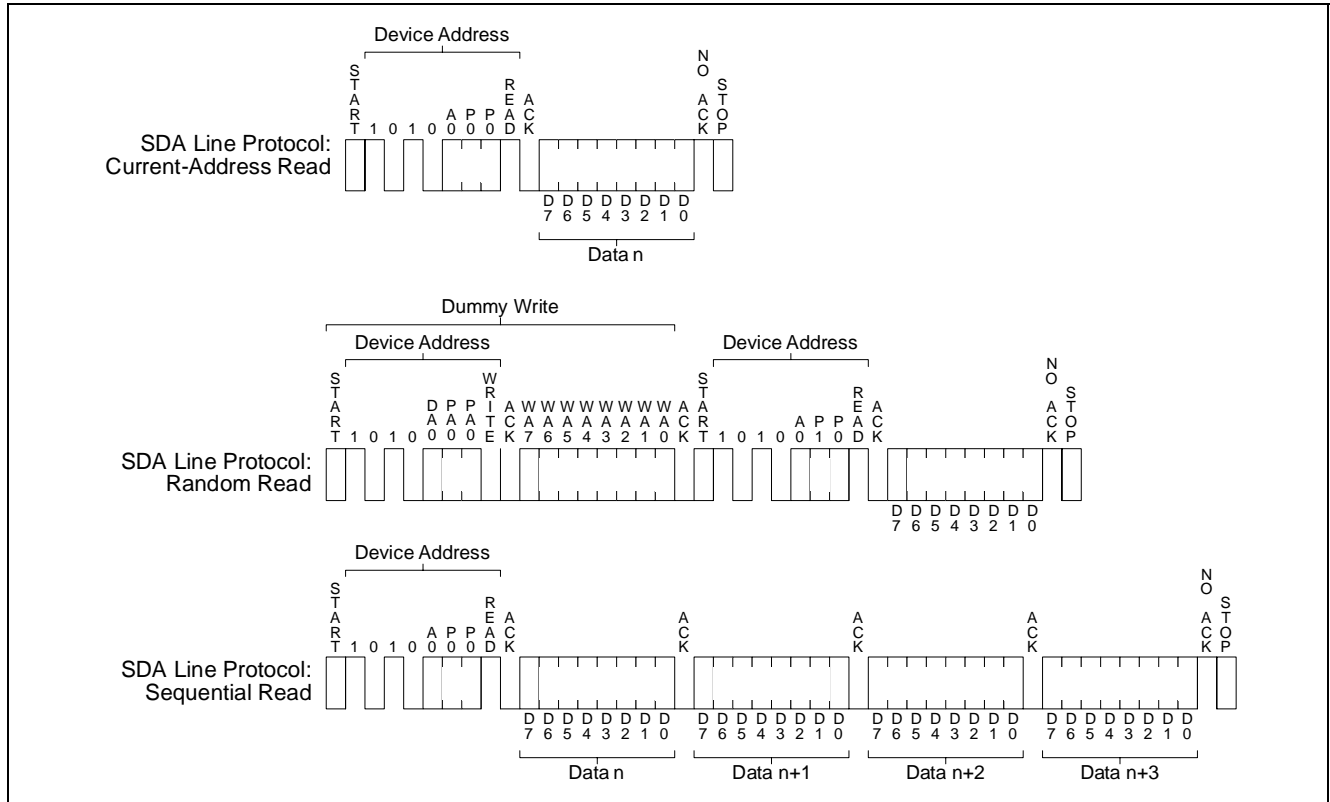 Device Address
START 1 0 1 0 A0 P0 P0 READ ACK NO ACK STOP
SDA Line Protocol:
Current-Address Read
D7 D6 D5 D4 D3 D2 D1 D0
Data n
Dummy Write
Device Address Device Address
START 1 0 1 0 DA0 PA0 PA0 WRITE ACK WA7 WA6 WA5 WA4 WA3 WA2 WA1 WA0 ACK START 1 0 1 0 0 P1 P0 READ ACK NO ACK STOP
SDA Line Protocol:
Random Read
D7 D6 D5 D4 D3 D2 D1 D0
Device Address
START 1 0 1 0 A0 P0 P0 READ ACK ACK ACK ACK NO ACK STOP
SDA Line Protocol:
Sequential Read
D7 D6 D5 D4 D3 D2 D1 D0 D7 D6 D5 D4 D3 D2 D1 D0 D7 D6 D5 D4 D3 D2 D1 D0 D7 D6 D5 D4 D3 D2 D1 D0
Data n Data n+1 Data n+2 Data n+3